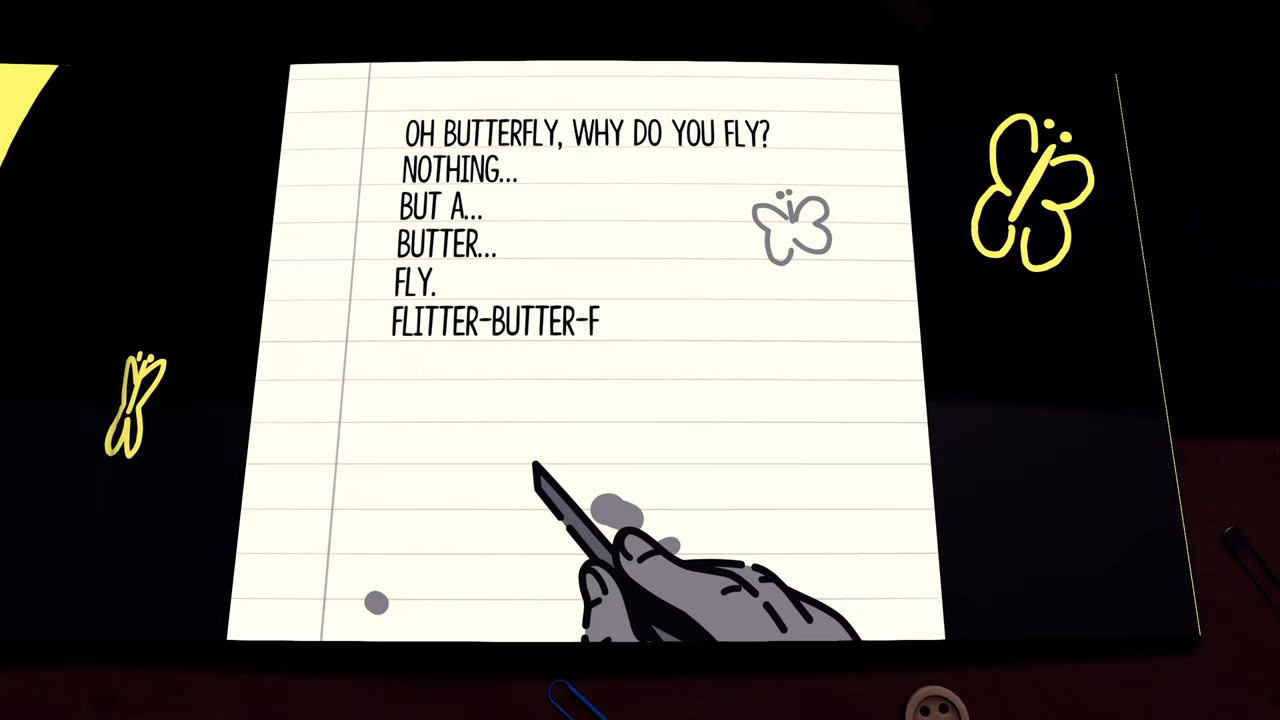 OH BUTTERFLY, WHY DO YOU FLY?
NOTHING...
BUT A...
BUTTER...
FLY.
FLITTER-BUTTER-F